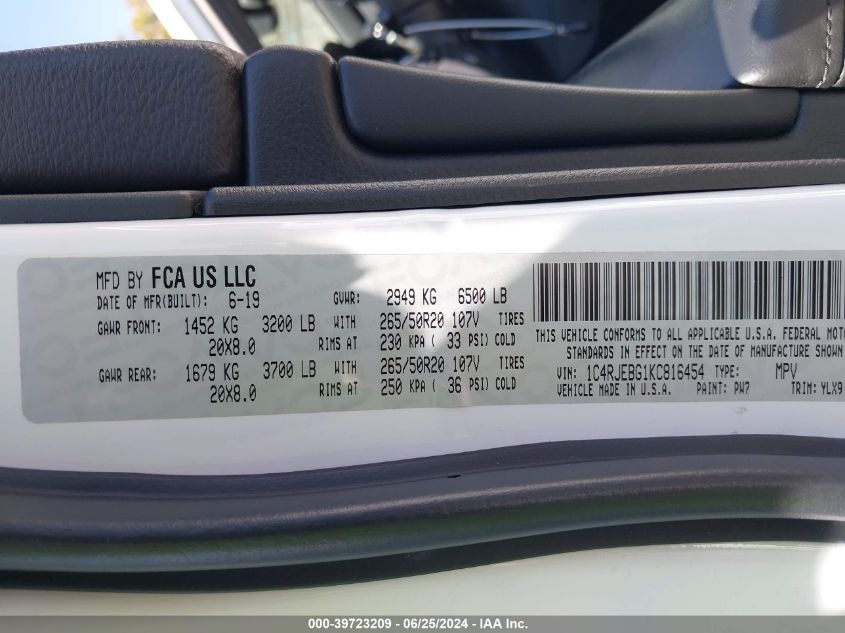 MFD BY FCA US LLC
DATE OF MFR(BUILT): 6-19 GVWR: 2949 KG 6500 LB
GAWR FRONT: 1452 KG 3200 LB WITH 265/50R20 107V TIRES
20X8.0 RIMS AT 230 KPA ( 33 PSI) COLD
GAWR REAR: 1679 KG 3700 LB WITH 265/50R20 107V TIRES
20X8.0 RIMS AT 250 KPA ( 36 PSI) COLD
THIS VEHICLE CONFORMS TO ALL APPLICABLE U.S.A. FEDERAL MOTO
STANDARDS IN EFFECT ON THE DATE OF MANUFACTURE SHOWN
VIN: 1C4RJEBG1KC816454 TYPE: MPV
VEHICLE MADE IN U.S.A. PAINT: PW7 TRIM: YLX9
000-39723209 - 06/25/2024 - IAA Inc.